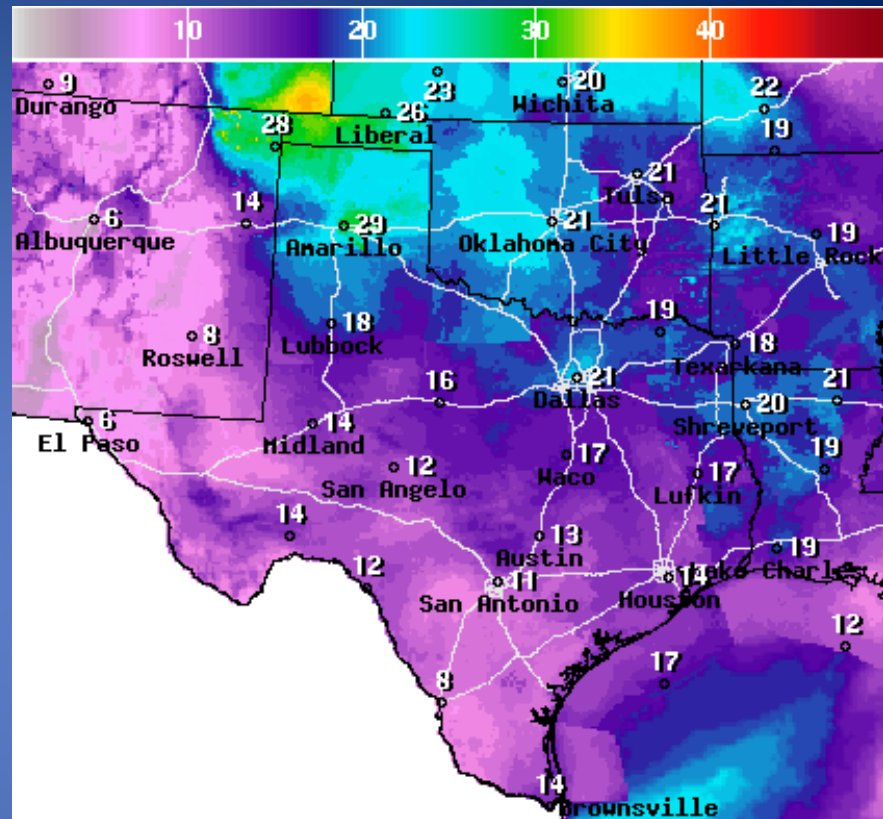 10 20 30 40
9
Durango
23
20
Wichita
22
26
Liberal
28
19
21
Tulsa
6
Albuquerque
14
29
Amarillo
21
Oklahoma City
21
19
Little Rock
8
Roswell
18
Lubbock
19
18
Texarkana
16
21
Dallas
20
Shreveport
21
6
El Paso
14
Midland
12
San Angelo
17
Waco
17
Lufkin
19
14
13
Austin
19
Lake Charles
12
11
San Antonio
14
Houston
12
17
8
14
Brownsville